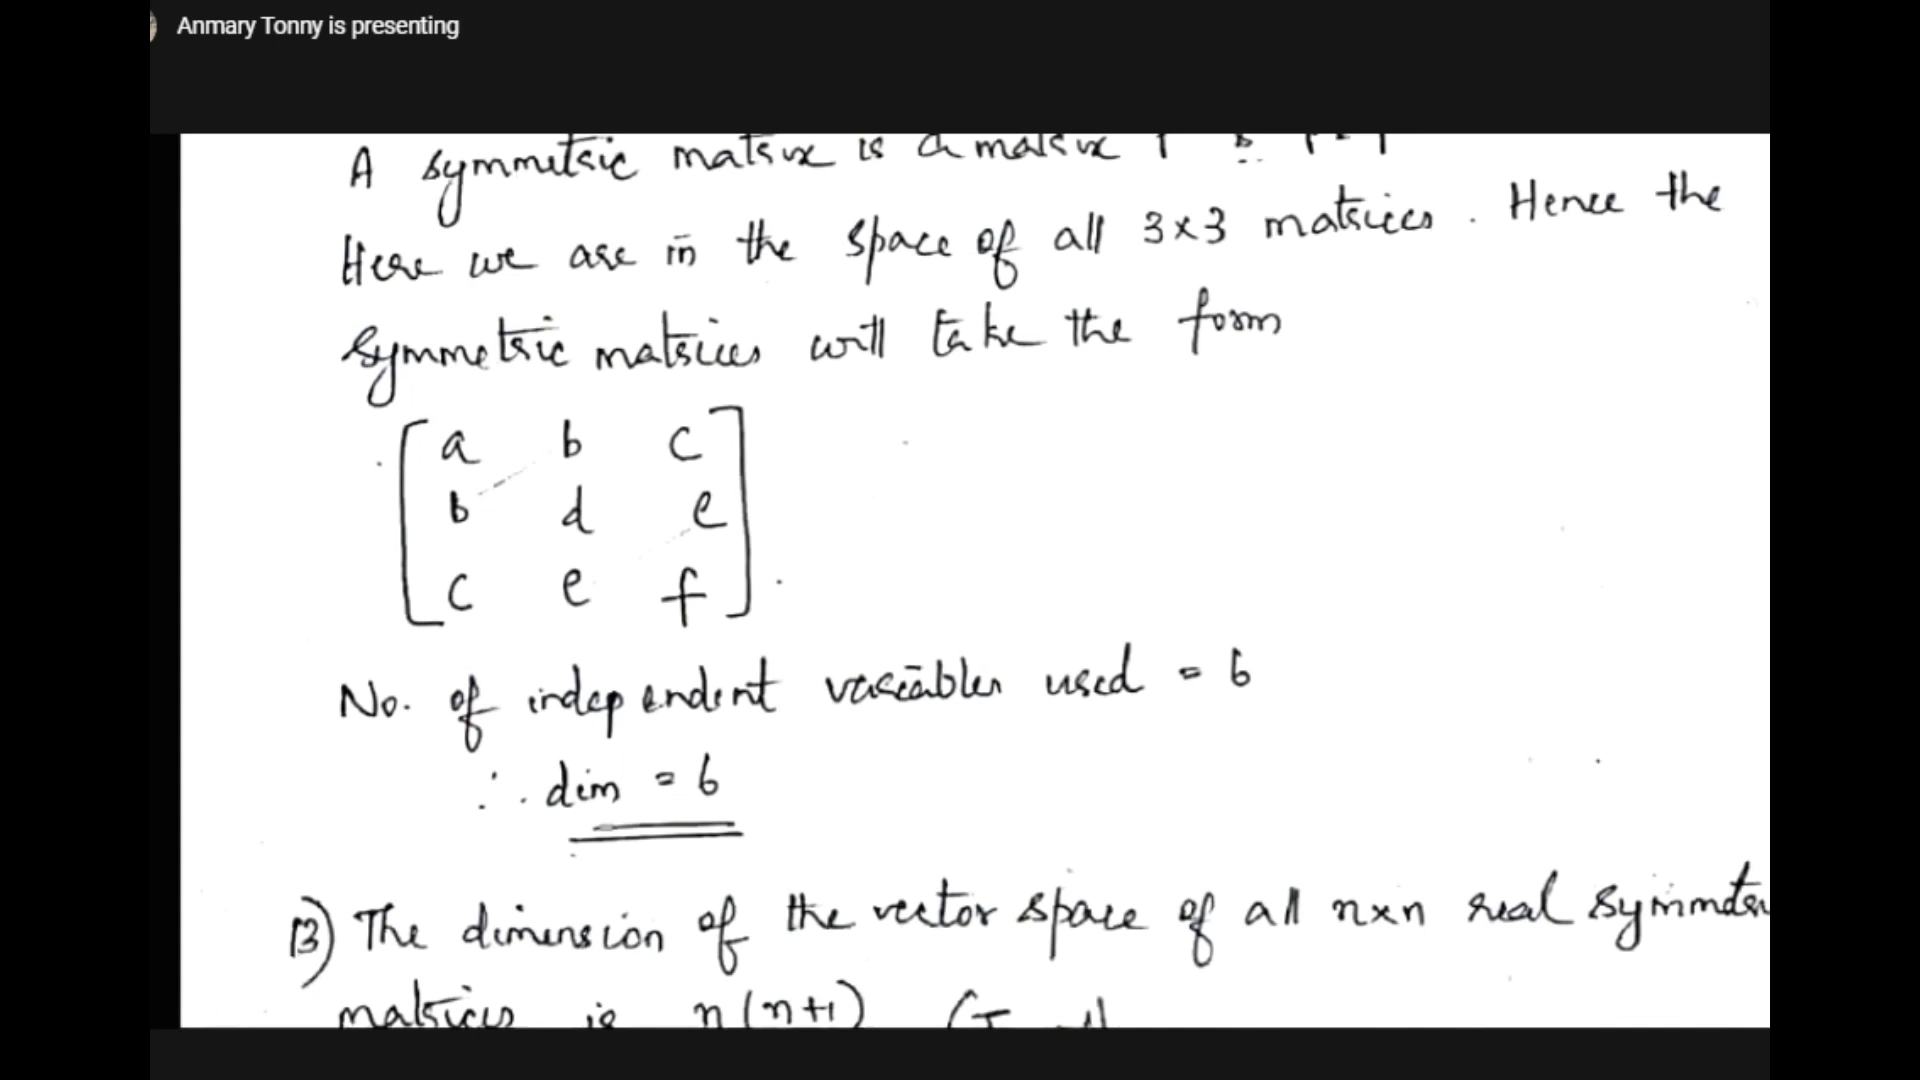 Anmary Tonny is presenting
A symmetric matrix is a matrix
Here we are in the space of all 3×3 matrices. Hence the
symmetric matrices will take the form
[a b c
b d e
c e f].
No. of independent variables used = 6
∴ dim = 6
13) The dimension of the vector space of all n×n real
matrices is n(n+1)